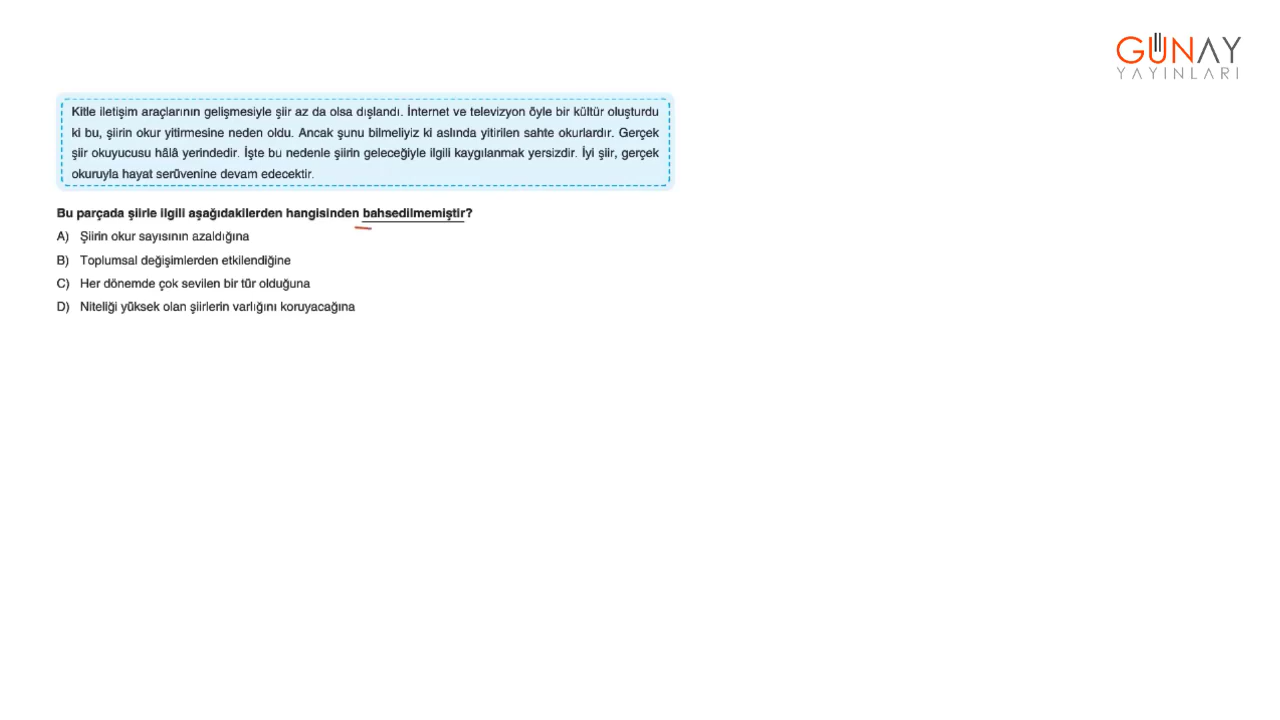 GÜNAY
YAYINLARI
Kitle iletişim araçlarının gelişmesiyle şiir az da olsa dışlandı. İnternet ve televizyon öyle bir kültür oluşturdu
ki bu, şiirin okur yitirmesine neden oldu. Ancak şunu bilmeliyiz ki aslında yitirilen sahte okurlardır. Gerçek
şiir okuyucusu hâlâ yerindedir. İşte bu nedenle şiirin geleceğiyle ilgili kaygılanmak yersizdir. İyi şiir, gerçek
okuruyla hayat serüvenine devam edecektir.
Bu parçada şiirle ilgili aşağıdakilerden hangisinden bahsedilmemiştir?
A) Şiirin okur sayısının azaldığına
B) Toplumsal değişimlerden etkilendiğine
C) Her dönemde çok sevilen bir tür olduğuna
D) Niteliği yüksek olan şiirlerin varlığını koruyacağına